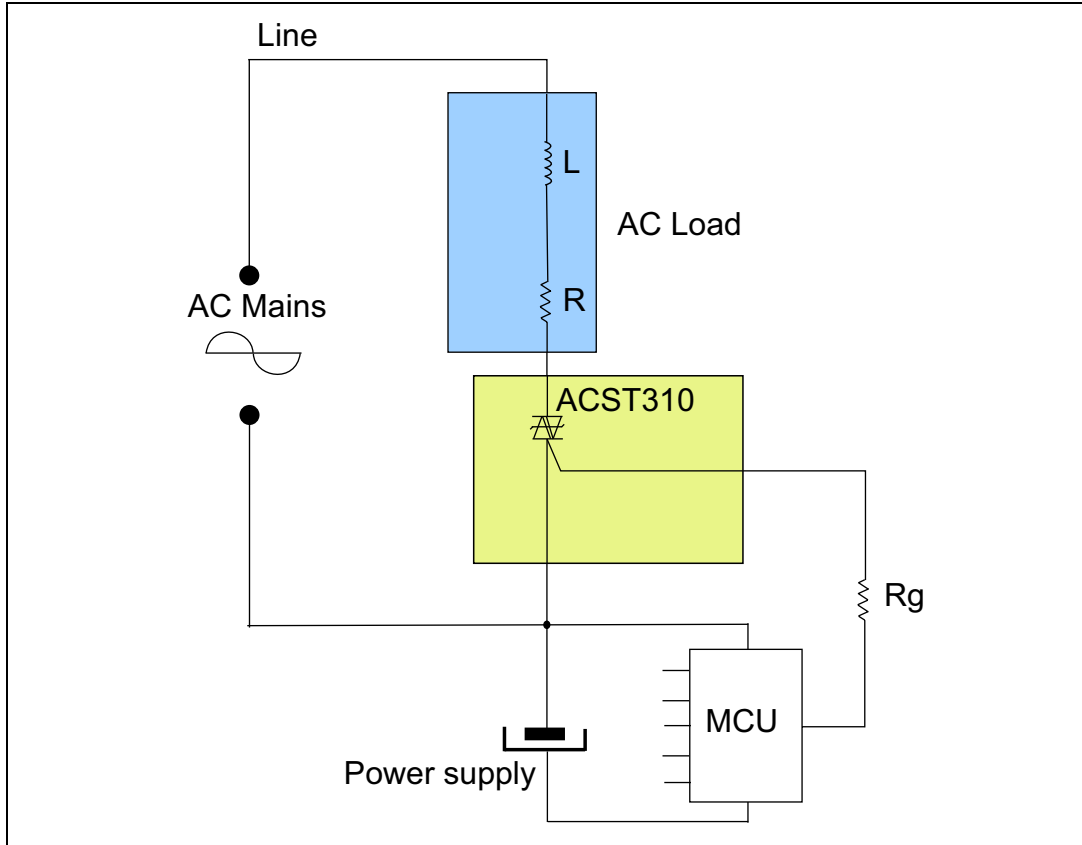 Line
L
AC Load
AC Mains
R
ACST310
Rg
MCU
Power supply